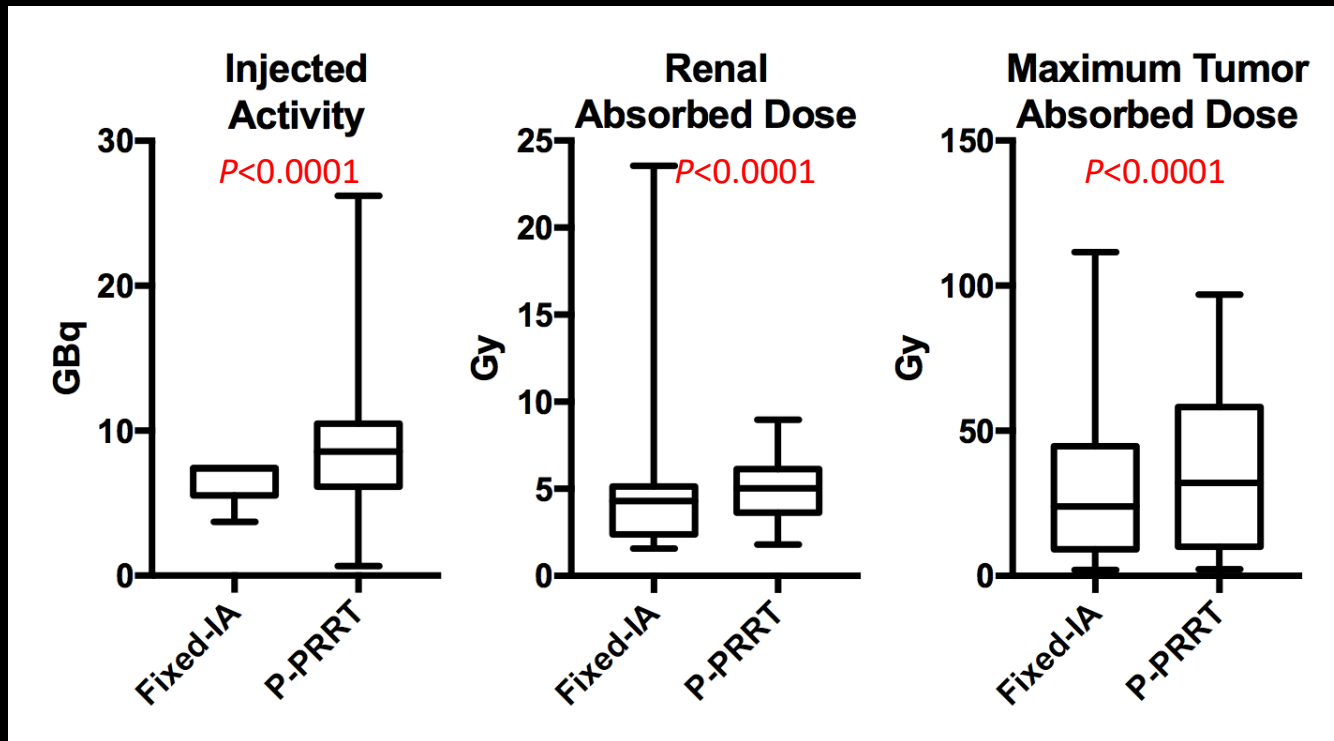 Injected
Activity
P<0.0001
30
20
10
0
GBq
Fixed-IA
P-PRRT
Renal
Absorbed Dose
P<0.0001
25
20
15
10
5
0
Gy
Fixed-IA
P-PRRT
Maximum Tumor
Absorbed Dose
P<0.0001
150
100
50
0
Gy
Fixed-IA
P-PRRT